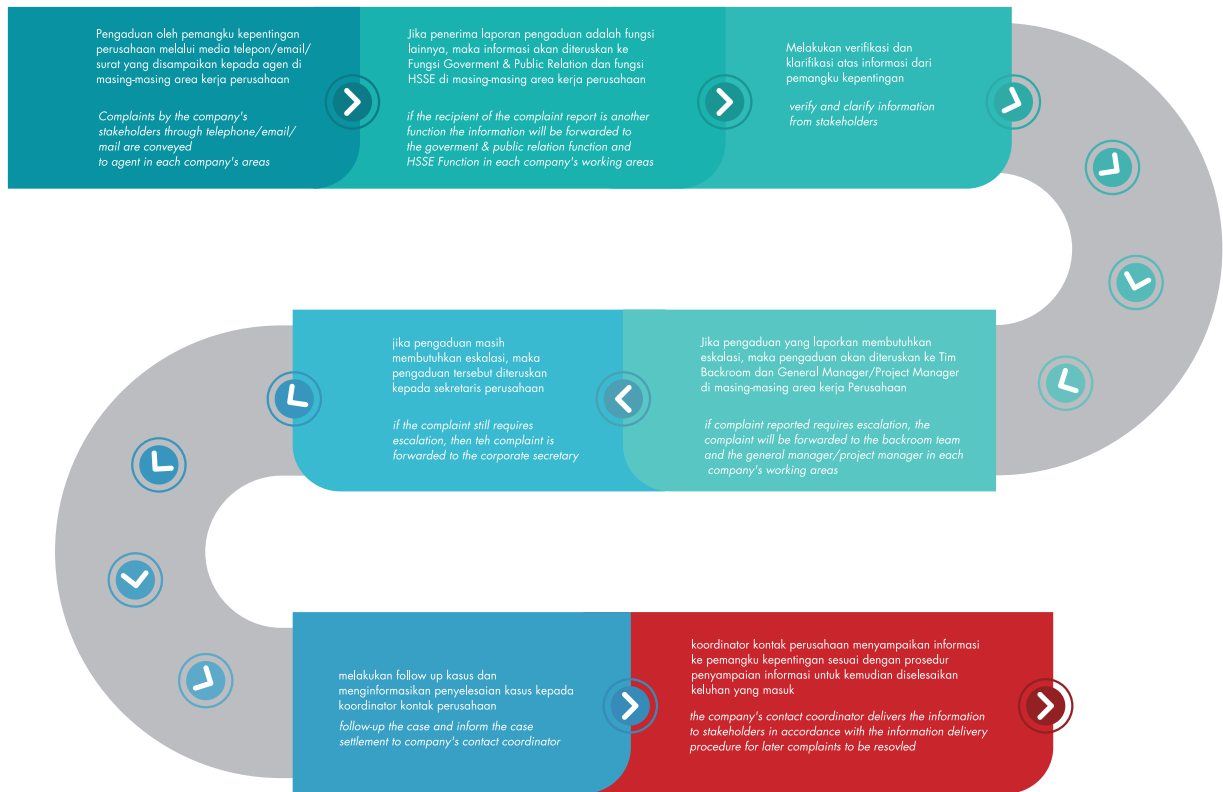 Pengaduan oleh pemangku kepentingan
perusahaan melalui media telepon/email/
surat yang disampaikan kepada agen di
masing-masing area kerja perusahaan
Complaints by the company's
stakeholders through telephone/email/
mail are conveyed
to agent in each company's areas
Jika penerima laporan pengaduan adalah fungsi
lainnya, maka informasi akan diteruskan ke
Fungsi Goverment & Public Relation dan fungsi
HSSE di masing-masing area kerja perusahaan
if the recipient of the complaint report is another
function the information will be forwarded to
the goverment & public relation function and
HSSE Function in each company's working areas
Melakukan verifikasi dan
klarifikasi atas informasi dari
pemangku kepentingan
verify and clarify information
from stakeholders
Jika pengaduan yang laporkan membutuhkan
eskalasi, maka pengaduan akan diteruskan ke Tim
Backroom dan General Manager/Project Manager
di masing-masing area kerja Perusahaan
if complaint reported requires escalation, the
complaint will be forwarded to the backroom team
and the general manager/project manager in each
company's working areas
jika pengaduan masih
membutuhkan eskalasi, maka
pengaduan tersebut diteruskan
kepada sekretaris perusahaan
if the complaint still requires
escalation, then teh complaint is
forwarded to the corporate secretary
melakukan follow up kasus dan
menginformasikan penyelesaian kasus kepada
koordinator kontak perusahaan
follow-up the case and inform the case
settlement to company's contact coordinator
koordinator kontak perusahaan menyampaikan informasi
ke pemangku kepentingan sesuai dengan prosedur
penyampaian informasi untuk kemudian diselesaikan
keluhan yang masuk
the company's contact coordinator delivers the information
to stakeholders in accordance with the information delivery
procedure for later complaints to be resovled